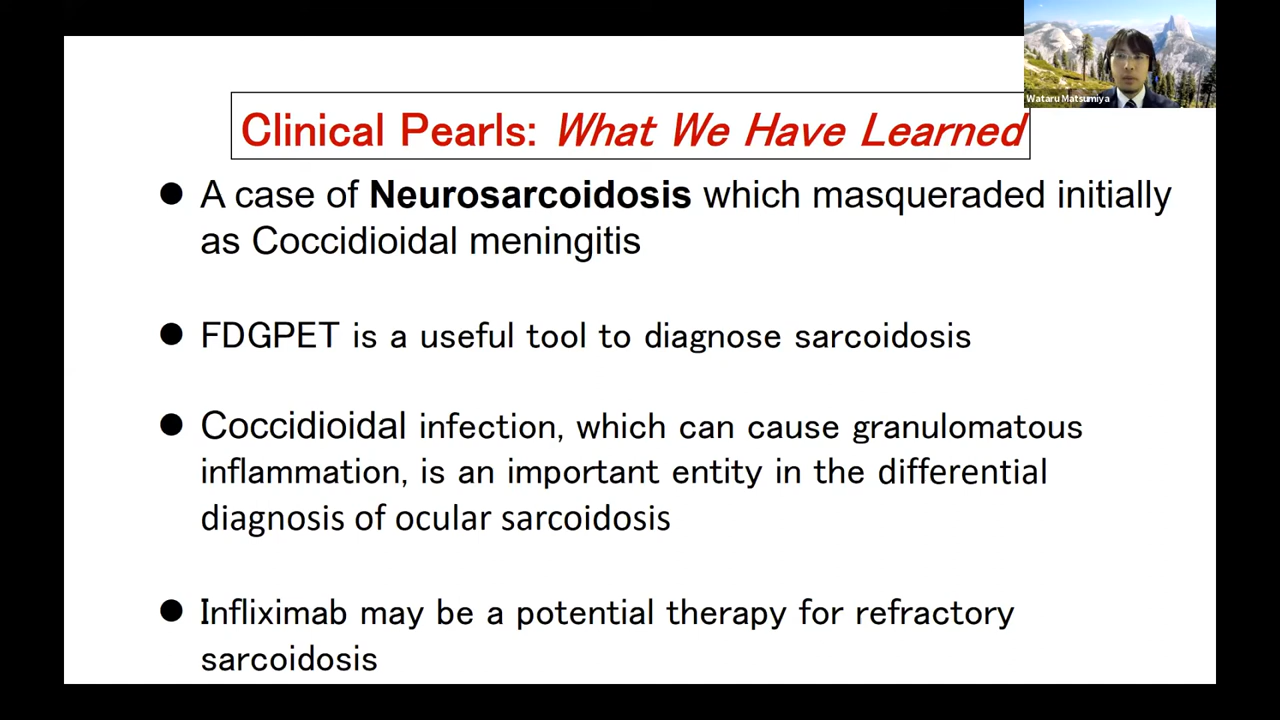 Wataru Matsumiya
Clinical Pearls: What We Have Learned
● A case of Neurosarcoidosis which masqueraded initially
as Coccidioidal meningitis
● FDGPET is a useful tool to diagnose sarcoidosis
● Coccidioidal infection, which can cause granulomatous
inflammation, is an important entity in the differential
diagnosis of ocular sarcoidosis
● Infliximab may be a potential therapy for refractory
sarcoidosis